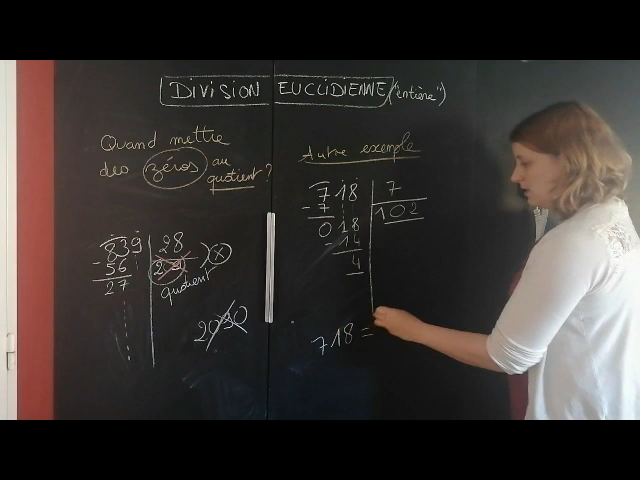 DIVISION EUCLIDIENNE ("entière")
Quand mettre
des zéros au
quotient ?
839 28
- 56
27
quotient
x
2030
Autre exemple
718 7
- 7 102
018
- 14
4
718 =